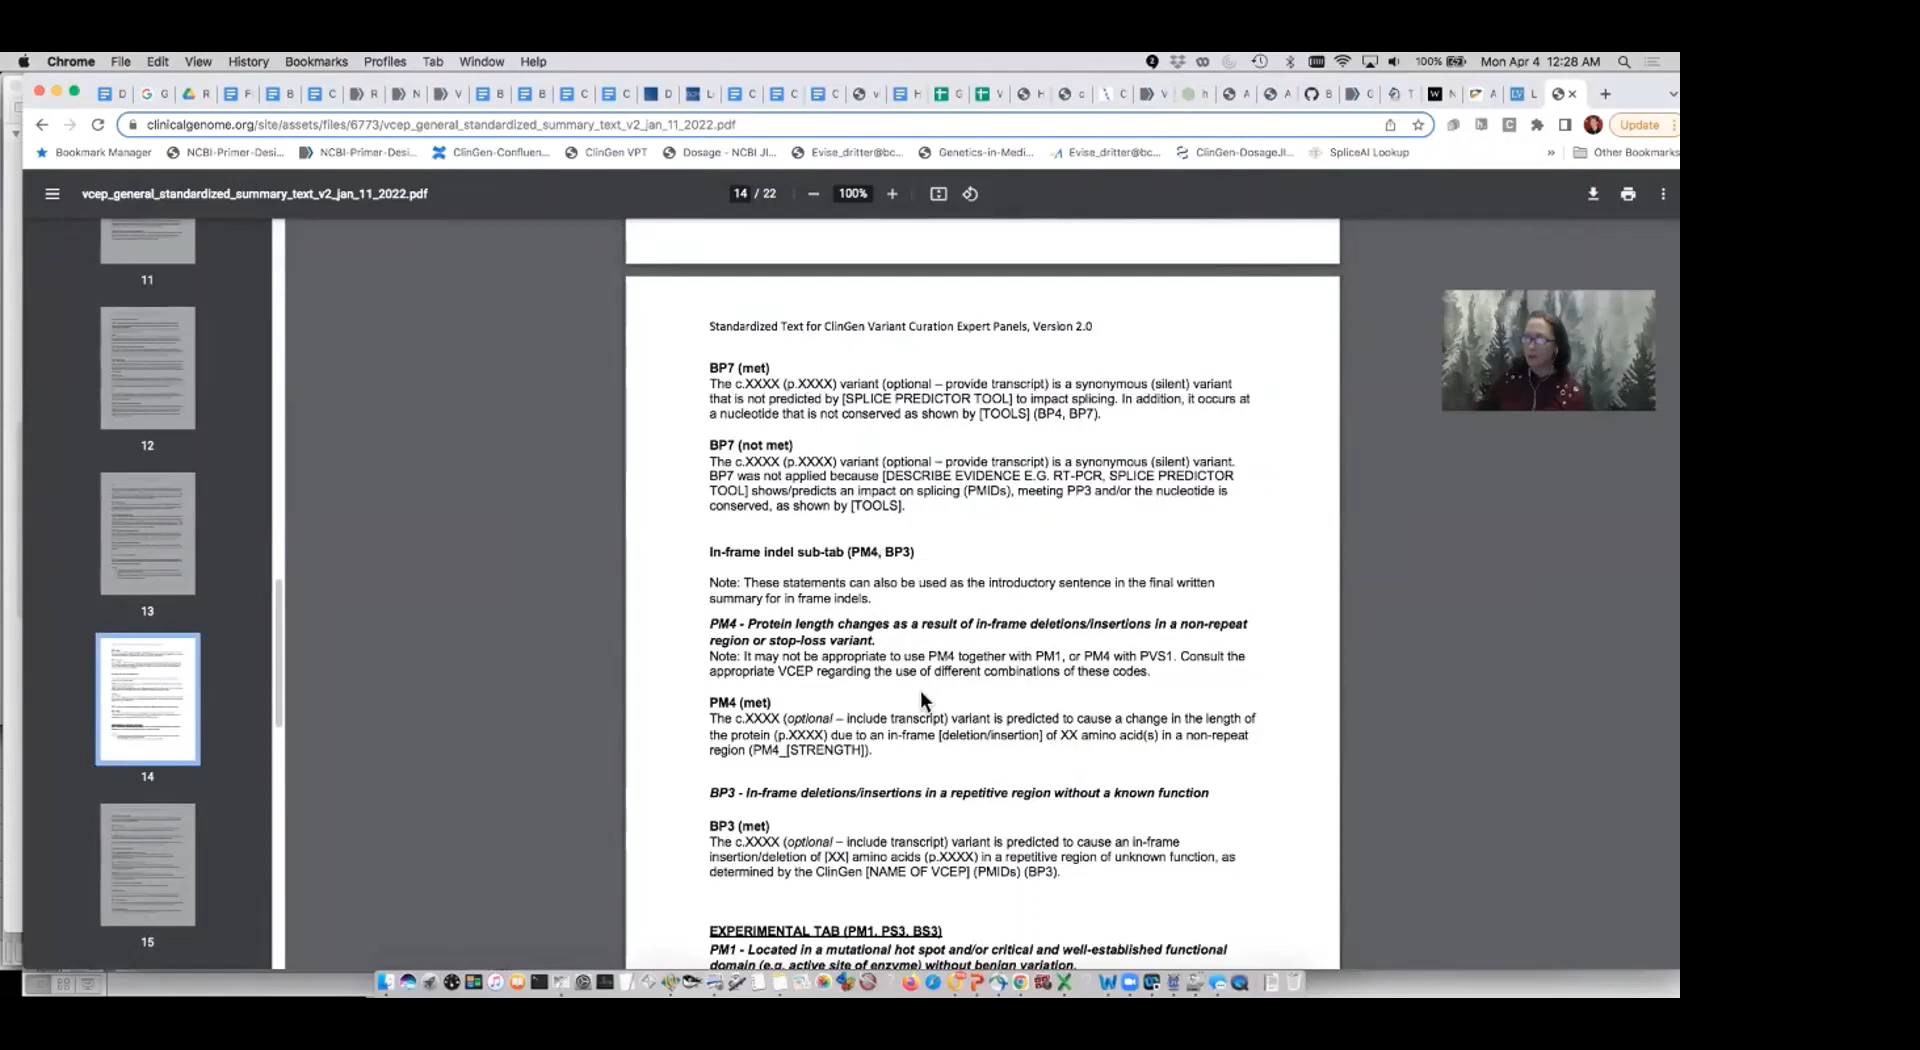 Chrome File Edit View History Bookmarks Profiles Tab Window Help 100% Mon Apr 4 12:28 AM
clinicalgenome.org/site/assets/files/6773/vcep_general_standardized_summary_text_v2_jan_11_2022.pdf Update
Bookmark Manager NCBI-Primer-Desi... NCBI-Primer-Desi... ClinGen-Confluen... ClinGen VPT Dosage - NCBI JI... Evise_dritter@bc... Genetics-in-Medi... Evise_dritter@bc... ClinGen-DosageJI... SpliceAI Lookup » Other Bookmarks
vcep_general_standardized_summary_text_v2_jan_11_2022.pdf 14 / 22 100%
11
12
13
14
15
Standardized Text for ClinGen Variant Curation Expert Panels, Version 2.0
BP7 (met)
The c.XXXX (p.XXXX) variant (optional – provide transcript) is a synonymous (silent) variant
that is not predicted by [SPLICE PREDICTOR TOOL] to impact splicing. In addition, it occurs at
a nucleotide that is not conserved as shown by [TOOLS] (BP4, BP7).
BP7 (not met)
The c.XXXX (p.XXXX) variant (optional – provide transcript) is a synonymous (silent) variant.
BP7 was not applied because [DESCRIBE EVIDENCE E.G. RT-PCR, SPLICE PREDICTOR
TOOL] shows/predicts an impact on splicing (PMIDs), meeting PP3 and/or the nucleotide is
conserved, as shown by [TOOLS].
In-frame indel sub-tab (PM4, BP3)
Note: These statements can also be used as the introductory sentence in the final written
summary for in frame indels.
PM4 - Protein length changes as a result of in-frame deletions/insertions in a non-repeat
region or stop-loss variant.
Note: It may not be appropriate to use PM4 together with PM1, or PM4 with PVS1. Consult the
appropriate VCEP regarding the use of different combinations of these codes.
PM4 (met)
The c.XXXX (optional – include transcript) variant is predicted to cause a change in the length of
the protein (p.XXXX) due to an in-frame [deletion/insertion] of XX amino acid(s) in a non-repeat
region (PM4_[STRENGTH]).
BP3 - In-frame deletions/insertions in a repetitive region without a known function
BP3 (met)
The c.XXXX (optional – include transcript) variant is predicted to cause an in-frame
insertion/deletion of [XX] amino acids (p.XXXX) in a repetitive region of unknown function, as
determined by the ClinGen [NAME OF VCEP] (PMIDs) (BP3).
EXPERIMENTAL TAB (PM1, PS3, BS3)
PM1 - Located in a mutational hot spot and/or critical and well-established functional
domain (e.g. active site of enzyme) without benign variation.